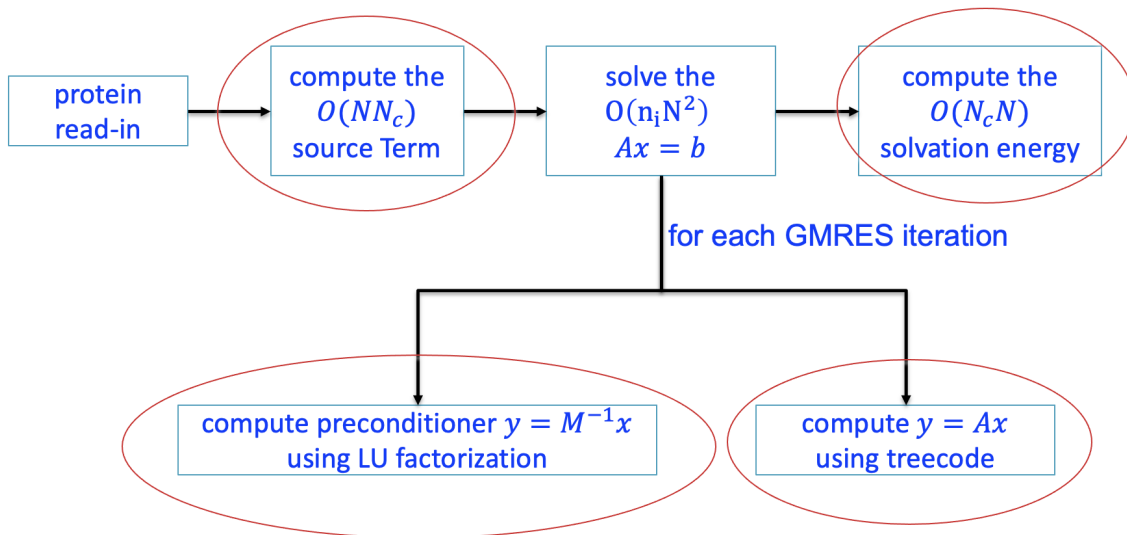 protein
read-in
compute the
O(NN_c)
source Term
solve the
O(n_iN^2)
Ax = b
compute the
O(N_cN)
solvation energy
for each GMRES iteration
compute preconditioner y = M^{-1}x
using LU factorization
compute y = Ax
using treecode